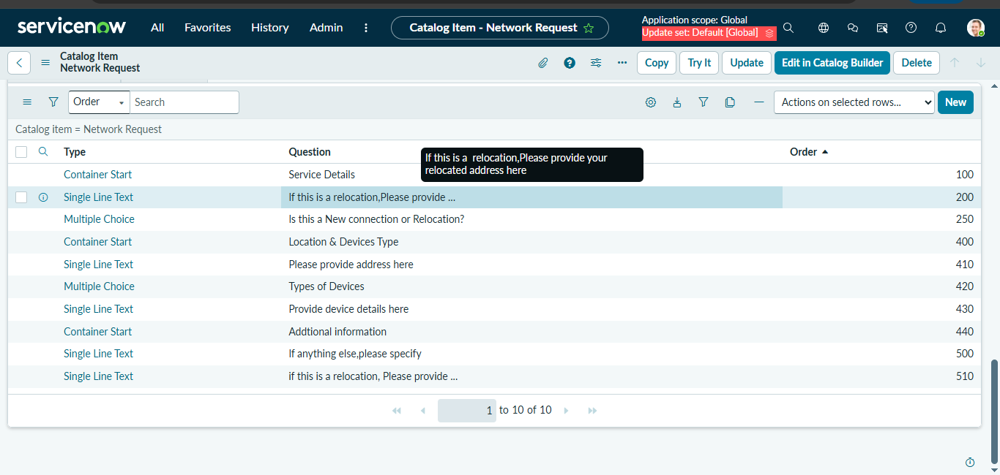 servicenow All Favorites History Admin Catalog Item - Network Request Application scope: Global
Update set: Default [Global]
Catalog Item
Network Request
Copy Try It Update Edit in Catalog Builder Delete
Order Search Actions on selected rows... New
Catalog item = Network Request
Type Question Order
If this is a  relocation,Please provide your
relocated address here
Container Start Service Details 100
Single Line Text If this is a relocation,Please provide ... 200
Multiple Choice Is this a New connection or Relocation? 250
Container Start Location & Devices Type 400
Single Line Text Please provide address here 410
Multiple Choice Types of Devices 420
Single Line Text Provide device details here 430
Container Start Addtional information 440
Single Line Text If anything else,please specify 500
Single Line Text if this is a relocation, Please provide ... 510
1 to 10 of 10